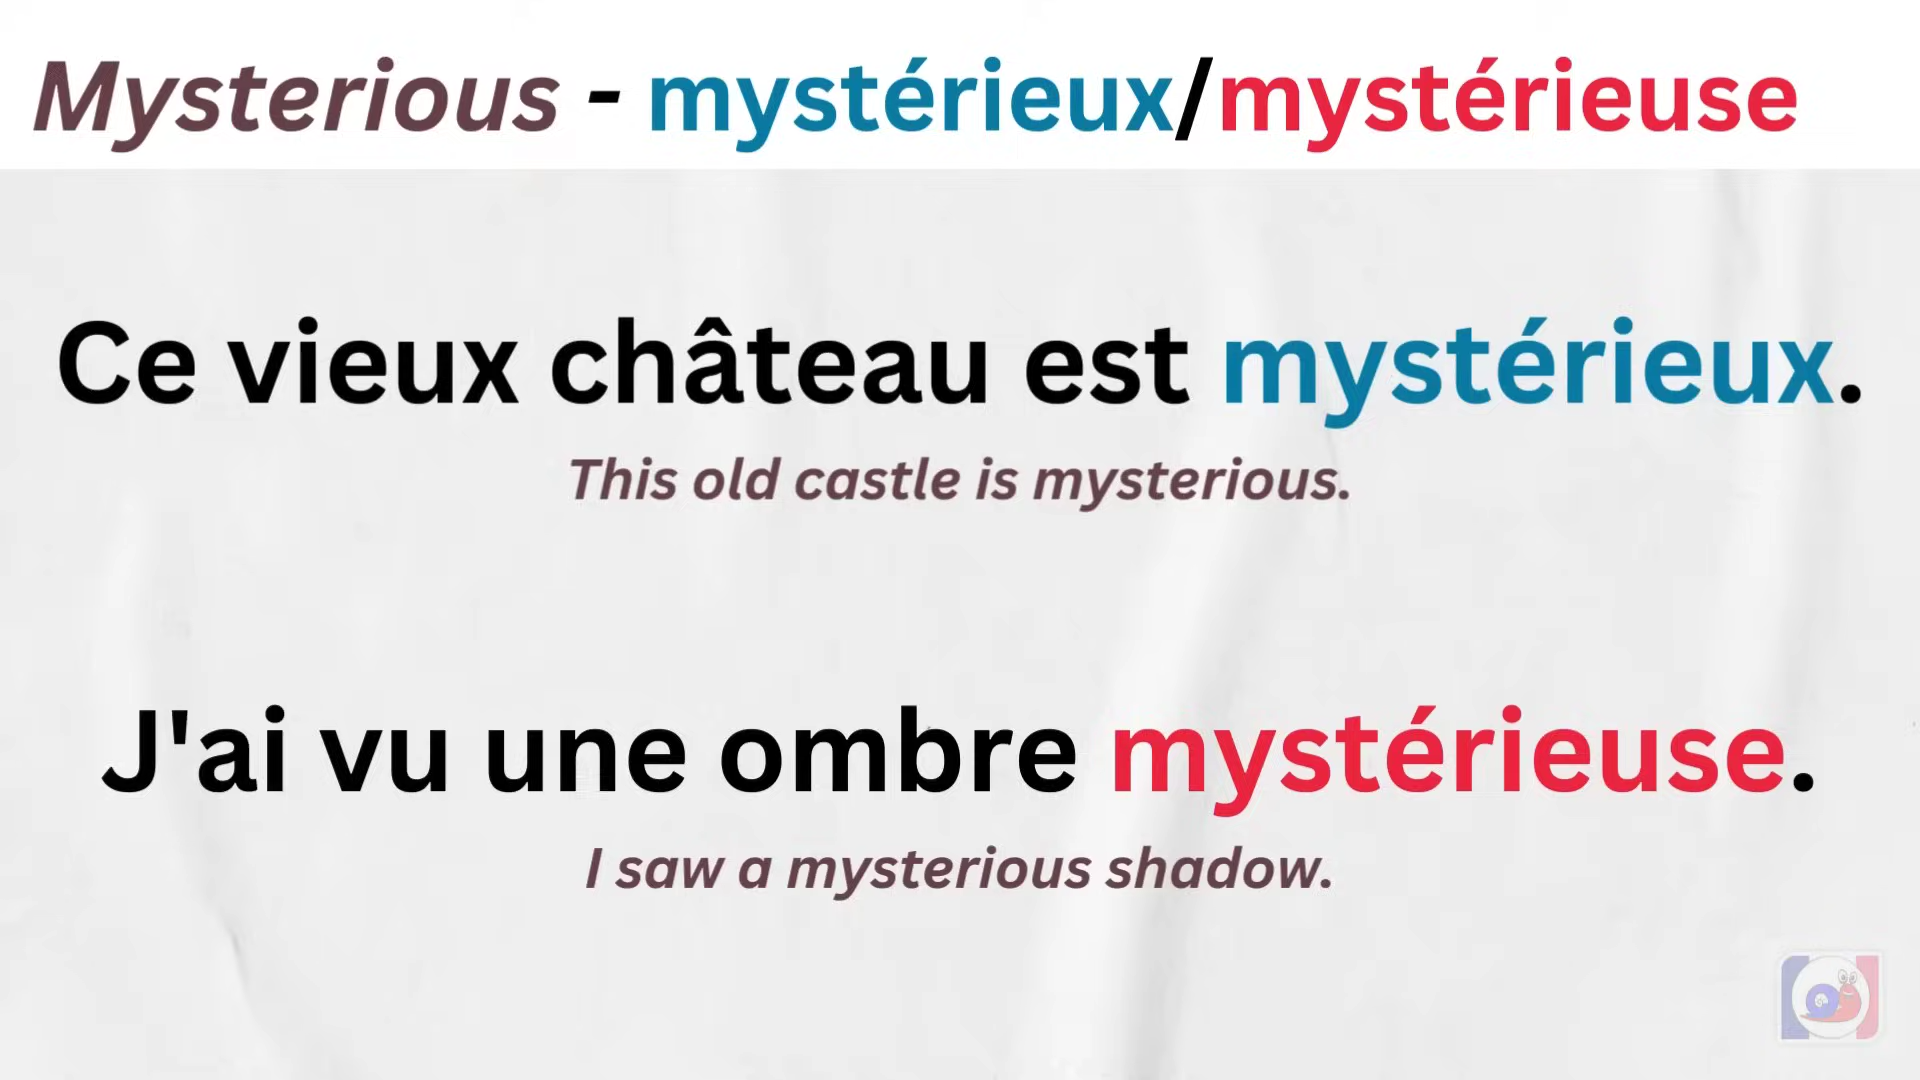 Mysterious - mystérieux/mystérieuse
Ce vieux château est mystérieux.
This old castle is mysterious.
J'ai vu une ombre mystérieuse.
I saw a mysterious shadow.